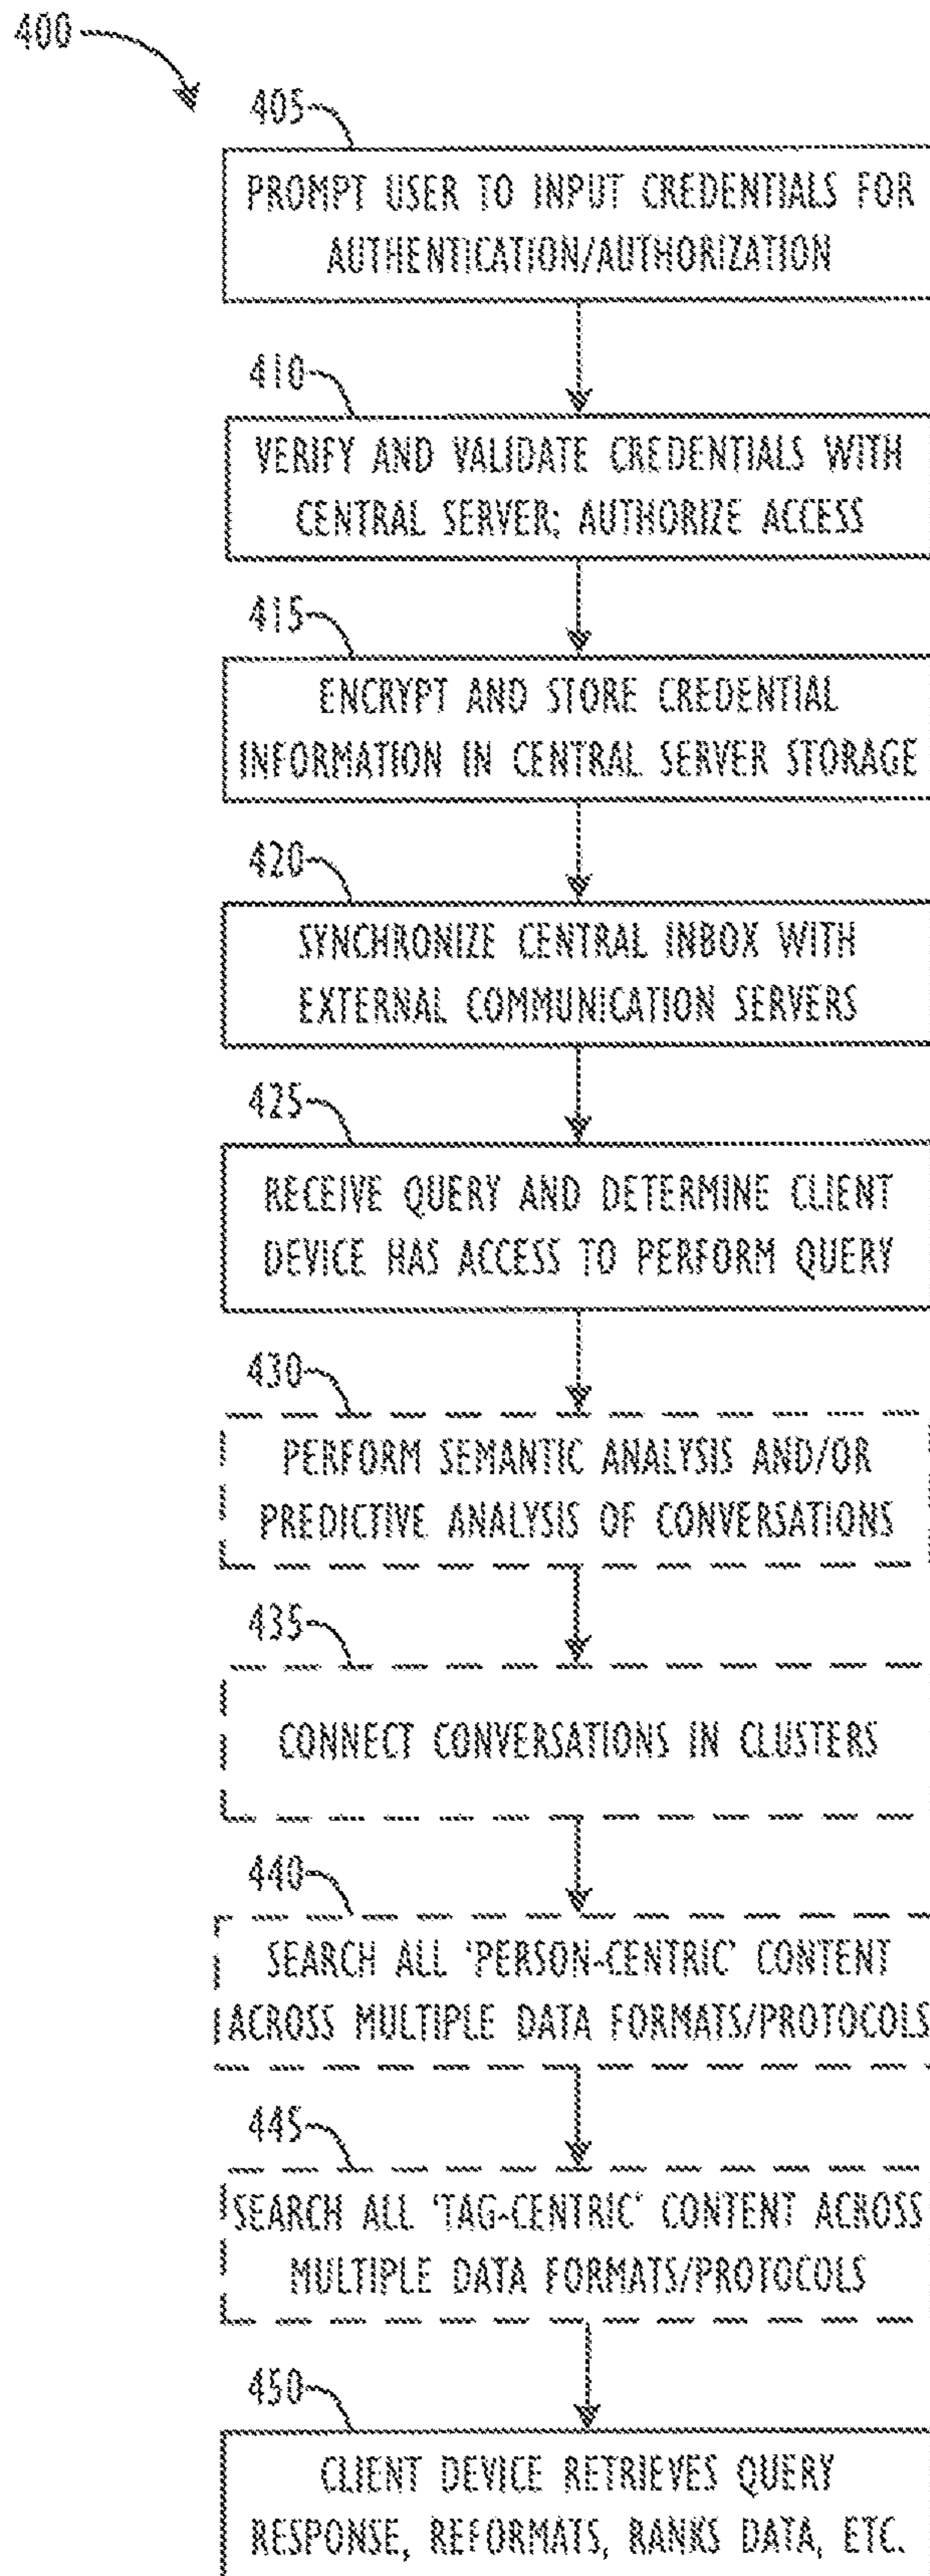 400
405
PROMPT USER TO INPUT CREDENTIALS FOR
AUTHENTICATION/AUTHORIZATION
410
VERIFY AND VALIDATE CREDENTIALS WITH
CENTRAL SERVER; AUTHORIZE ACCESS
415
ENCRYPT AND STORE CREDENTIAL
INFORMATION IN CENTRAL SERVER STORAGE
420
SYNCHRONIZE CENTRAL INBOX WITH
EXTERNAL COMMUNICATION SERVERS
425
RECEIVE QUERY AND DETERMINE CLIENT
DEVICE HAS ACCESS TO PERFORM QUERY
430
PERFORM SEMANTIC ANALYSIS AND/OR
PREDICTIVE ANALYSIS OF CONVERSATIONS
435
CONNECT CONVERSATIONS IN CLUSTERS
440
SEARCH ALL 'PERSON-CENTRIC' CONTENT
ACROSS MULTIPLE DATA FORMATS/PROTOCOLS
445
SEARCH ALL 'TAG-CENTRIC' CONTENT ACROSS
MULTIPLE DATA FORMATS/PROTOCOLS
450
CLIENT DEVICE RETRIEVES QUERY
RESPONSE, REFORMATS, RANKS DATA, ETC.